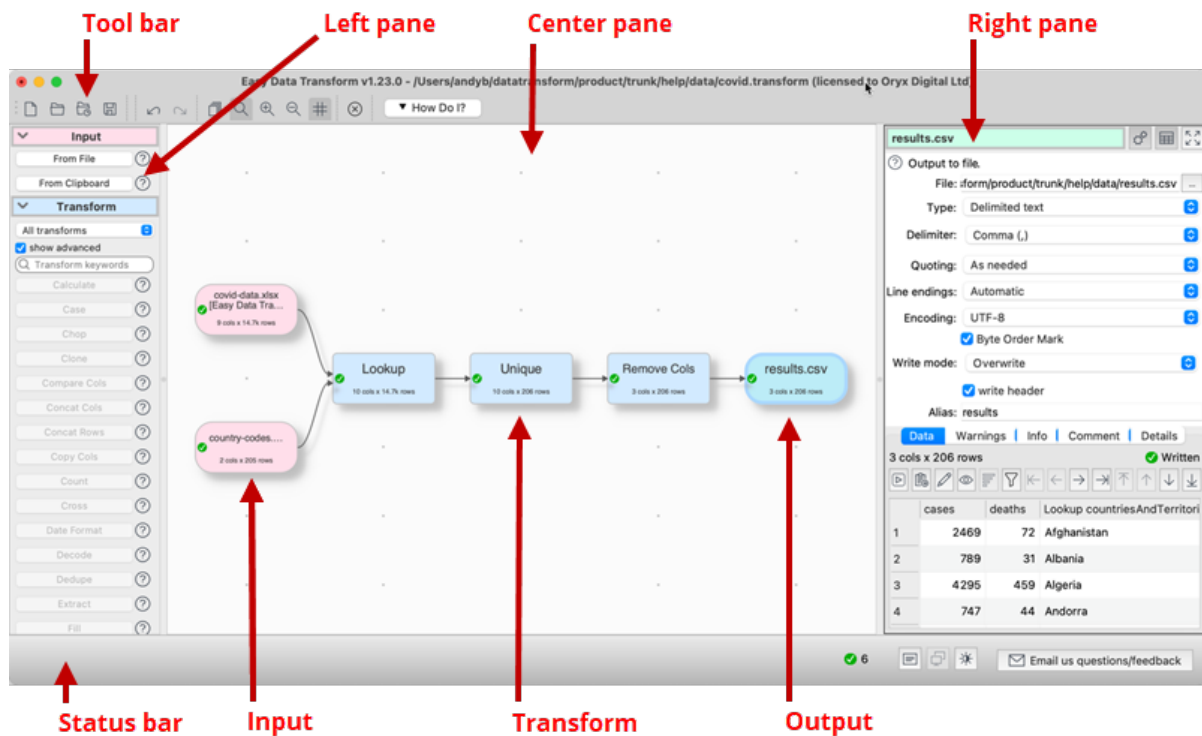 Tool bar
Left pane
Center pane
Right pane
Easy Data Transform v1.23.0 - /Users/andyb/datatransform/product/trunk/help/data/covid.transform (licensed to Oryx Digital Ltd
▼ How Do I?
Input
From File ?
From Clipboard ?
Transform
All transforms
show advanced
Transform keywords
Calculate ?
Case ?
Chop ?
Clone ?
Compare Cols ?
Concat Cols ?
Concat Rows ?
Copy Cols ?
Count ?
Cross ?
Date Format ?
Decode ?
Dedupe ?
Extract ?
Fill ?
covid-data.xlsx
[Easy Data Tra...
9 cols x 14.7k rows
country-codes....
2 cols x 205 rows
Lookup
10 cols x 14.7k rows
Unique
10 cols x 206 rows
Remove Cols
3 cols x 206 rows
results.csv
3 cols x 206 rows
results.csv
? Output to file.
File: :form/product/trunk/help/data/results.csv ...
Type: Delimited text
Delimiter: Comma (,)
Quoting: As needed
Line endings: Automatic
Encoding: UTF-8
Byte Order Mark
Write mode: Overwrite
write header
Alias: results
Data Warnings Info Comment Details
3 cols x 206 rows Written
cases deaths Lookup countriesAndTerritori
1 2469 72 Afghanistan
2 789 31 Albania
3 4295 459 Algeria
4 747 44 Andorra
6
Email us questions/feedback
Status bar
Input
Transform
Output